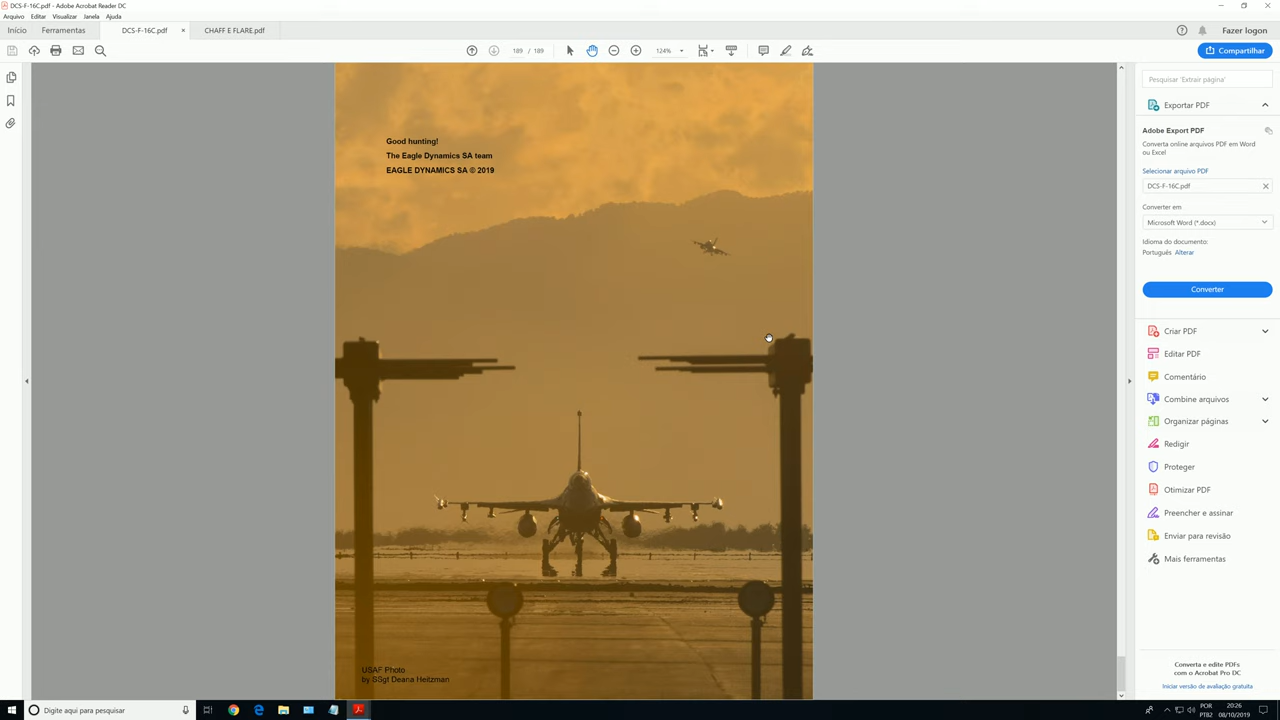 DCS-F-16C.pdf - Adobe Acrobat Reader DC
Arquivo Editar Visualizar Janela Ajuda
Início Ferramentas DCS-F-16C.pdf × CHAFF E FLARE.pdf Fazer logon
189 / 189 124% Compartilhar
Pesquisar 'Extrair página'
Exportar PDF
Adobe Export PDF
Converta online arquivos PDF em Word
ou Excel
Selecionar arquivo PDF
DCS-F-16C.pdf
Converter em
Microsoft Word (*.docx)
Idioma do documento:
Português Alterar
Converter
Criar PDF
Editar PDF
Comentário
Combine arquivos
Organizar páginas
Redigir
Proteger
Otimizar PDF
Preencher e assinar
Enviar para revisão
Mais ferramentas
Converta e edite PDFs
com o Acrobat Pro DC
Iniciar versão de avaliação gratuita
Good hunting!
The Eagle Dynamics SA team
EAGLE DYNAMICS SA © 2019
USAF Photo
by SSgt Deana Heitzman
Digite aqui para pesquisar
POR
PTB2
20:26
08/10/2019